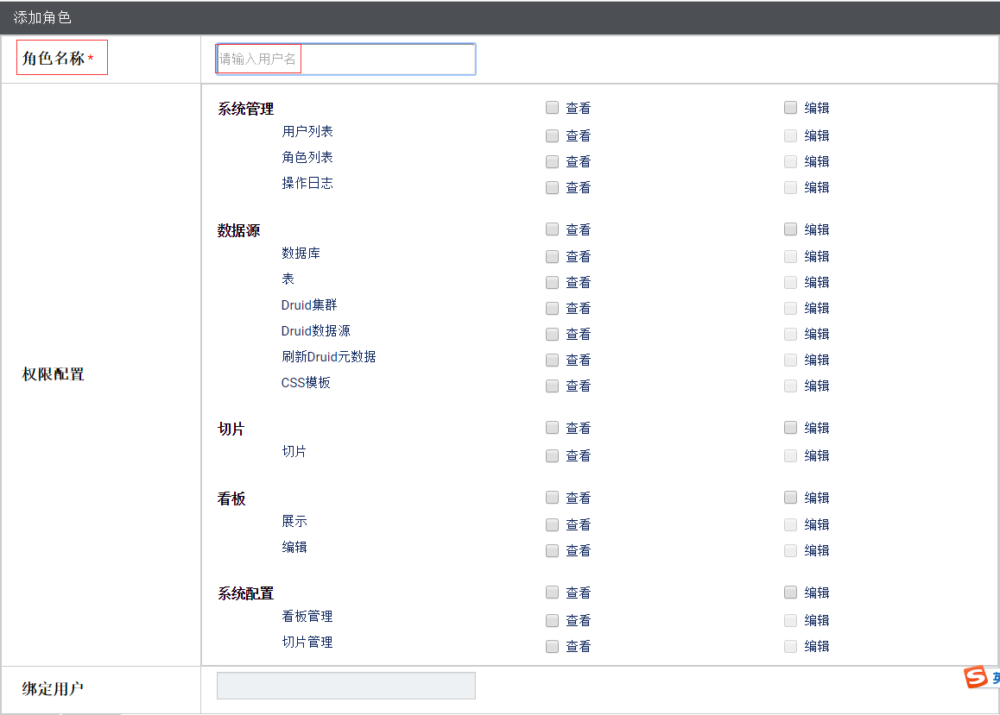 添加角色
角色名称*
请输入用户名
系统管理 查看 编辑
用户列表 查看 编辑
角色列表 查看 编辑
操作日志 查看 编辑
数据源 查看 编辑
数据库 查看 编辑
表 查看 编辑
Druid集群 查看 编辑
Druid数据源 查看 编辑
刷新Druid元数据 查看 编辑
CSS模板 查看 编辑
权限配置
切片 查看 编辑
切片 查看 编辑
看板 查看 编辑
展示 查看 编辑
编辑 查看 编辑
系统配置 查看 编辑
看板管理 查看 编辑
切片管理 查看 编辑
绑定用户
S 英